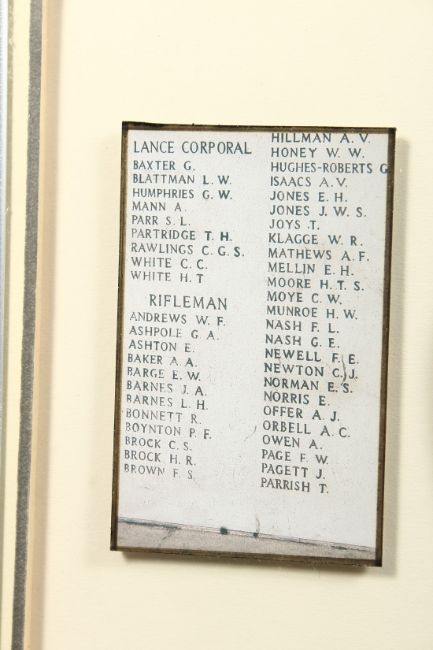 LANCE CORPORAL
BAXTER G.
BLATTMAN L. W.
HUMPHRIES G. W.
MANN A.
PARR S. L.
PARTRIDGE T. H.
RAWLINGS C. G. S.
WHITE C. C.
WHITE H. T
RIFLEMAN
ANDREWS W. F.
ASHPOLE G. A.
ASHTON E.
BAKER A. A.
BARGE E. W.
BARNES J. A.
BARNES L. H.
BONNETT R.
BOYNTON P. F.
BROCK C. S.
BROCK H. R.
BROWN F. S.
HILLMAN A. V.
HONEY W. W.
HUGHES-ROBERTS G
ISAACS A. V.
JONES E. H.
JONES J. W. S.
JOYS T.
KLAGGE W. R.
MATHEWS A. F.
MELLIN E. H.
MOORE H. T. S.
MOYE C. W.
MUNROE H. W.
NASH F. L.
NASH G. E.
NEWELL F. E.
NEWTON C. J.
NORMAN E. S.
NORRIS E.
OFFER A. J.
ORBELL A. C.
OWEN A.
PAGE F. W.
PAGETT J.
PARRISH T.